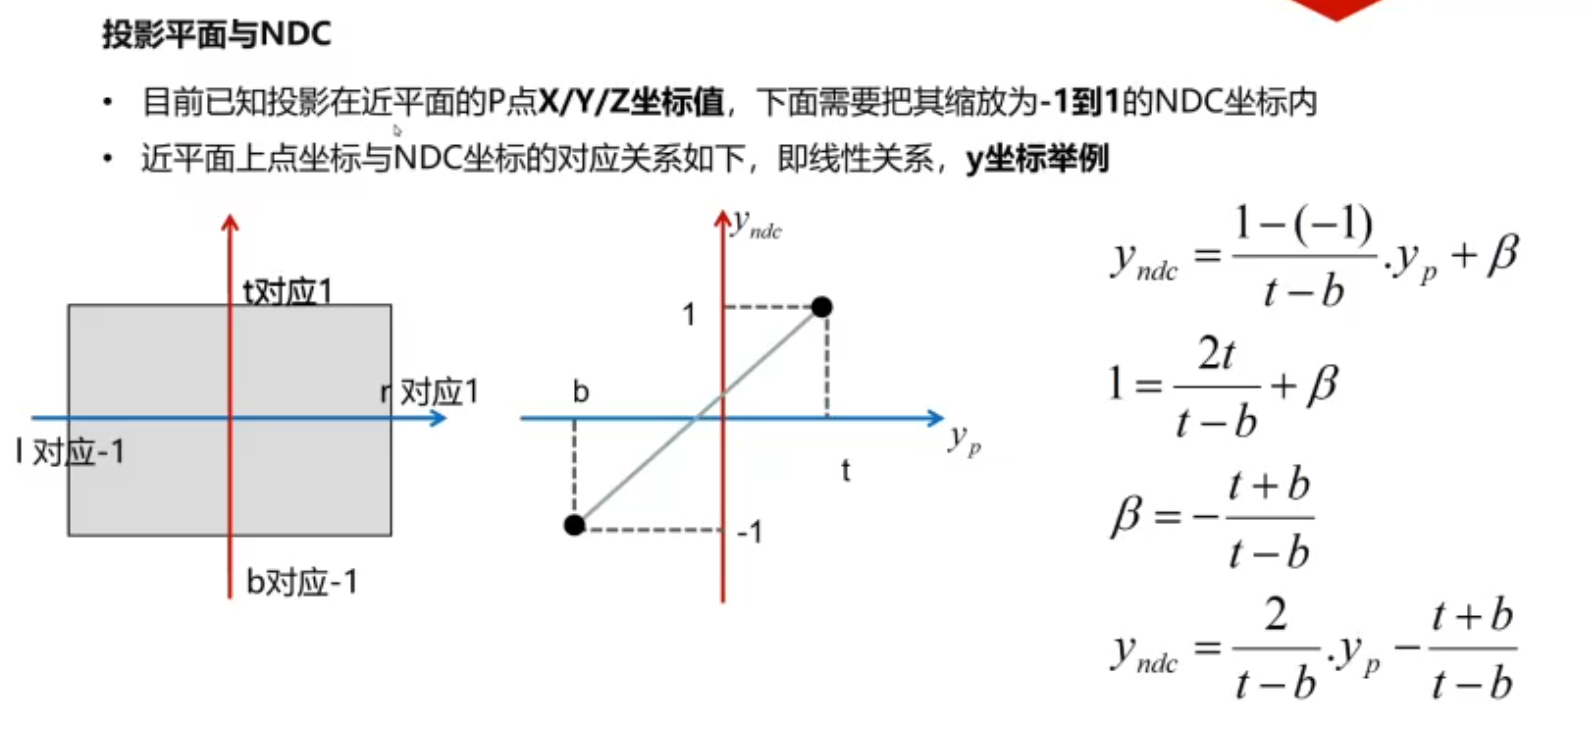 投影平面与NDC
• 目前已知投影在近平面的P点X/Y/Z坐标值，下面需要把其缩放为-1到1的NDC坐标内
• 近平面上点坐标与NDC坐标的对应关系如下，即线性关系，y坐标举例
t对应1
r 对应1
l 对应-1
b对应-1
y_{ndc}
1
b
y_p
t
-1
y_{ndc} = \frac{1-(-1)}{t-b}.y_p + β
1 = \frac{2t}{t-b} + β
β = -\frac{t+b}{t-b}
y_{ndc} = \frac{2}{t-b}.y_p - \frac{t+b}{t-b}